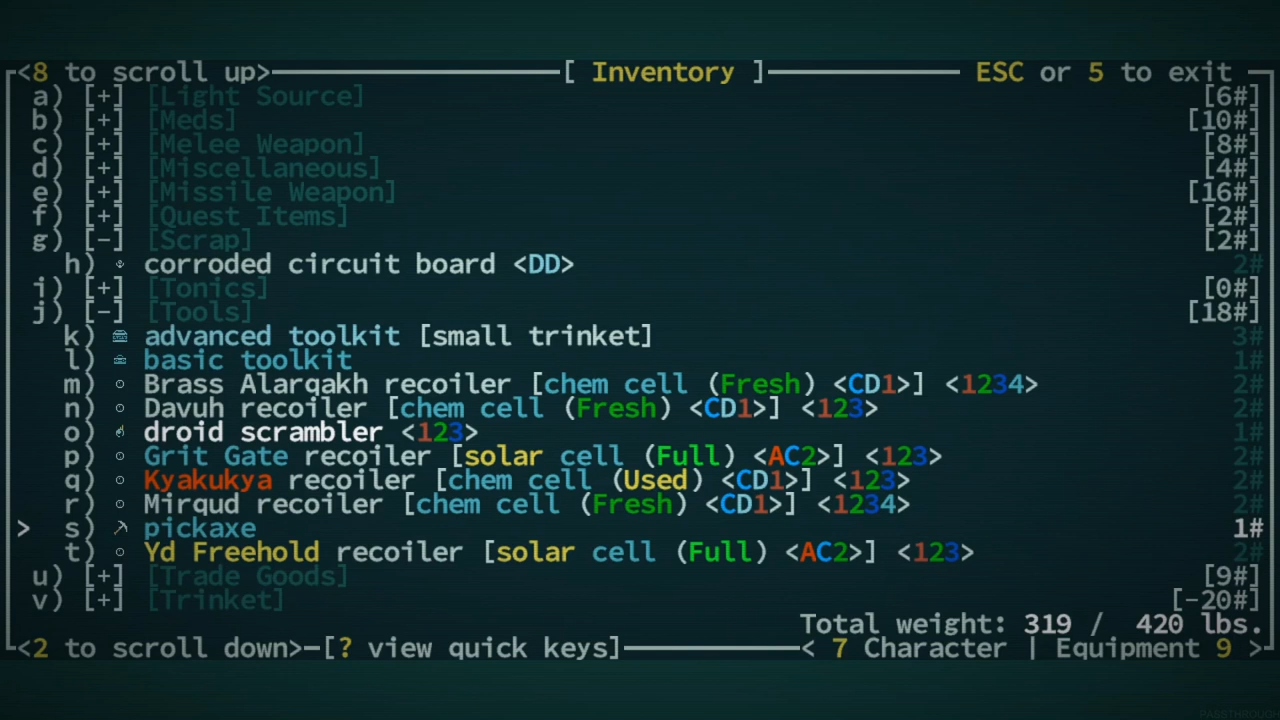 <8 to scroll up> [ Inventory ] ESC or 5 to exit
a) [+] [Light Source] [6#]
b) [+] [Meds] [10#]
c) [+] [Melee Weapon] [8#]
d) [+] [Miscellaneous] [4#]
e) [+] [Missile Weapon] [16#]
f) [+] [Quest Items] [2#]
g) [-] [Scrap] [2#]
h) corroded circuit board <DD> 2#
i) [+] [Tonics] [0#]
j) [-] [Tools] [18#]
k) advanced toolkit [small trinket] 3#
l) basic toolkit 1#
m) Brass Alarqakh recoiler [chem cell (Fresh) <CD1>] <1234> 2#
n) Davuh recoiler [chem cell (Fresh) <CD1>] <123> 2#
o) droid scrambler <123> 1#
p) Grit Gate recoiler [solar cell (Full) <AC2>] <123> 2#
q) Kyakukya recoiler [chem cell (Used) <CD1>] <123> 2#
r) Mirqud recoiler [chem cell (Fresh) <CD1>] <1234> 2#
> s) pickaxe 1#
t) Yd Freehold recoiler [solar cell (Full) <AC2>] <123> 2#
u) [+] [Trade Goods] [9#]
v) [+] [Trinket] [-20#]
Total weight: 319 / 420 lbs.
<2 to scroll down> [? view quick keys] < 7 Character | Equipment 9 >